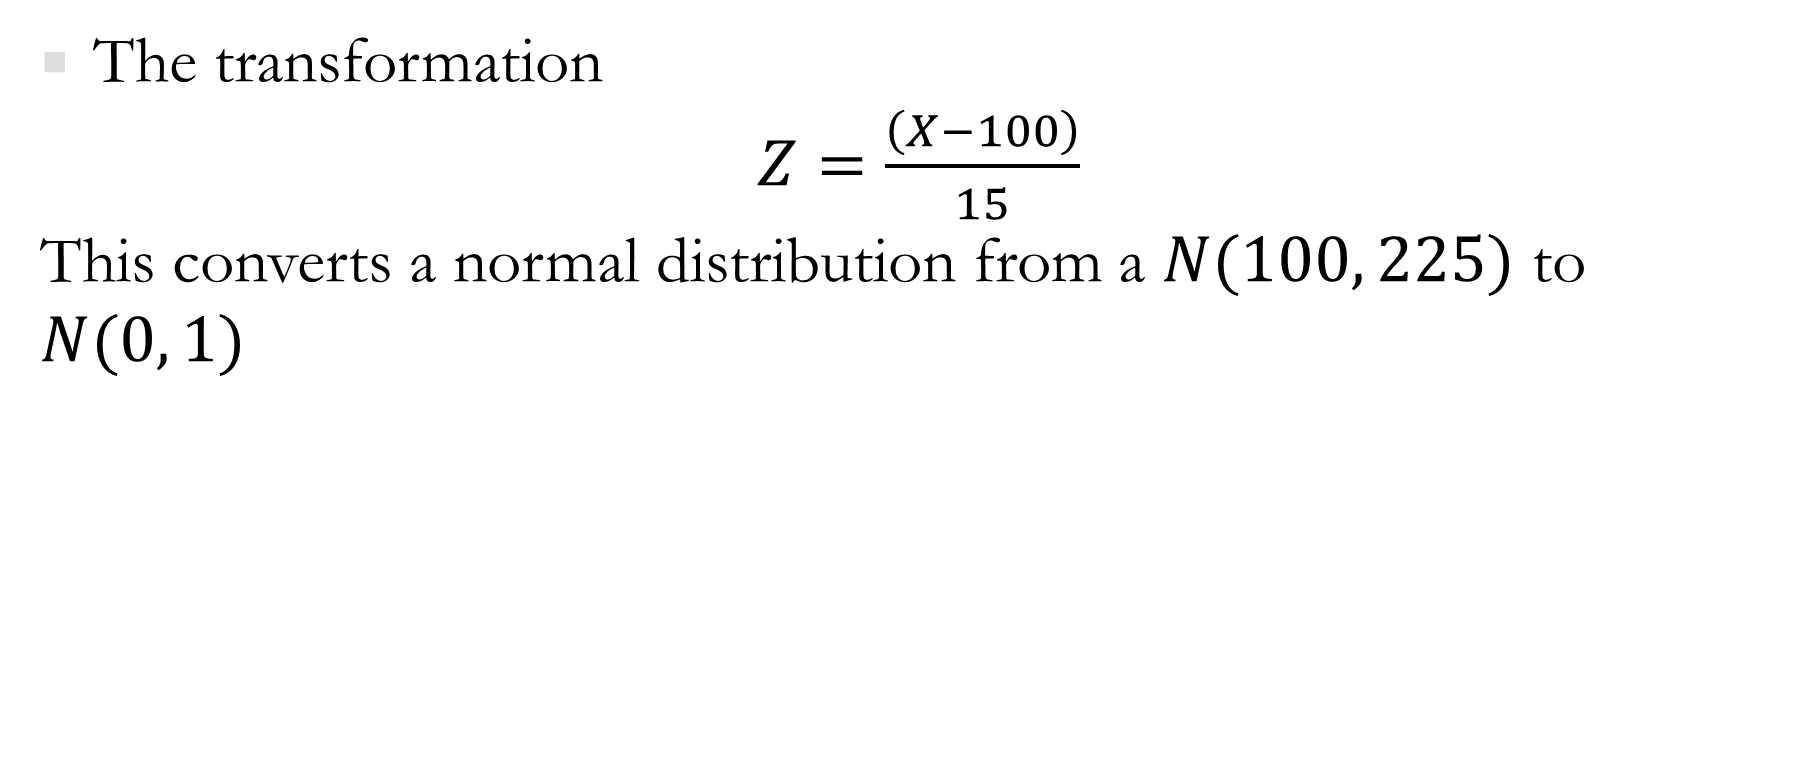 ▪ The transformation
Z = (X−100)/15
This converts a normal distribution from a N(100, 225) to
N(0, 1)